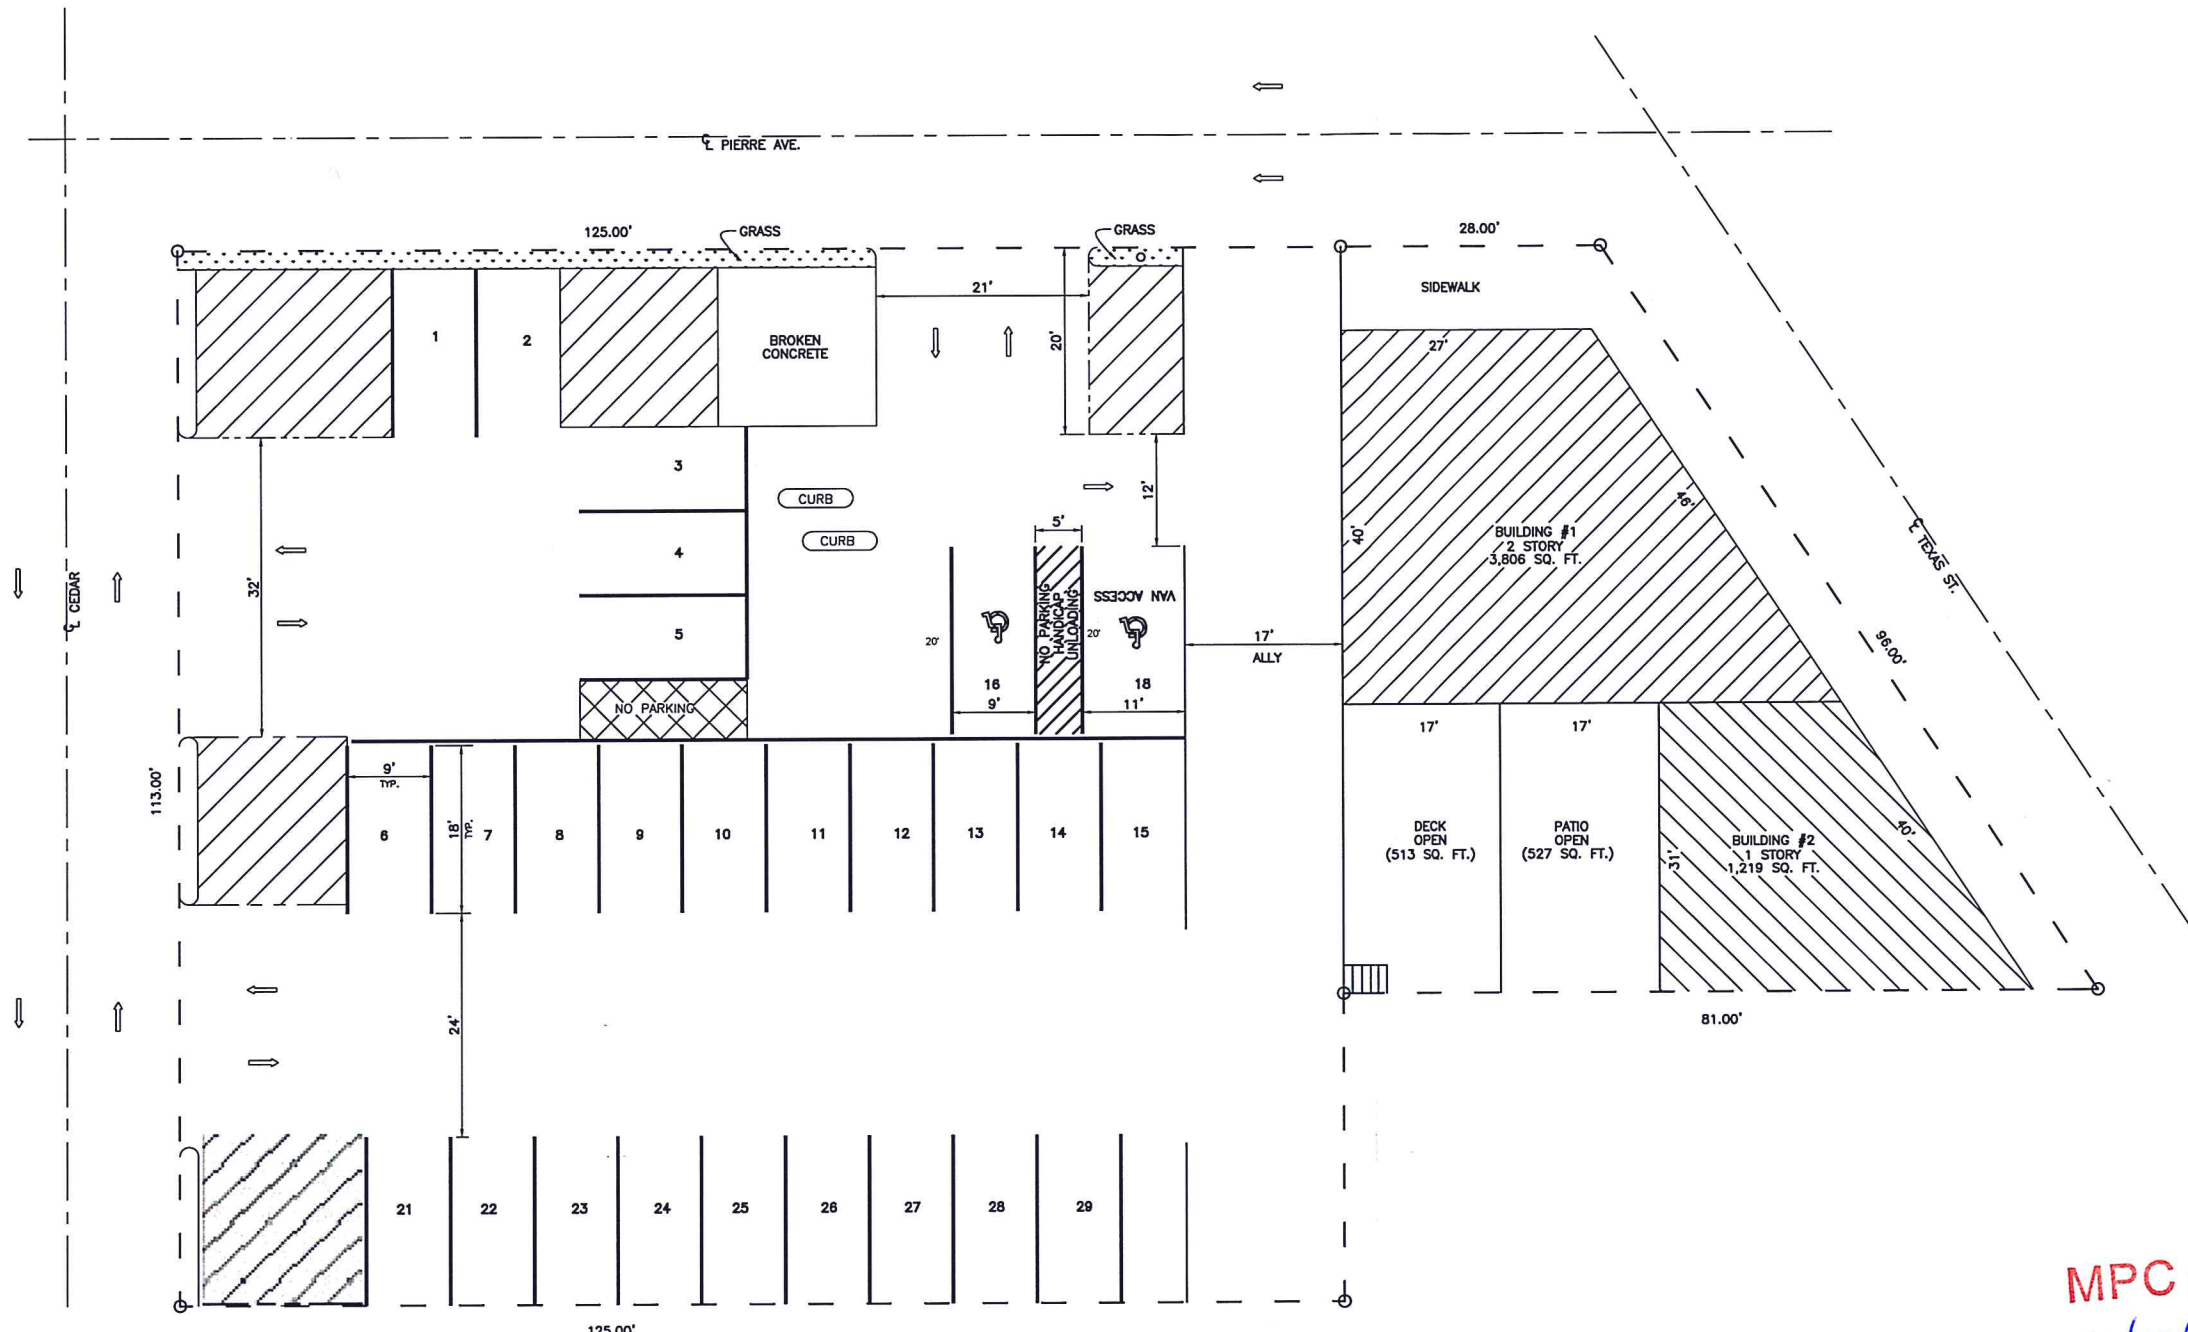 ℄ PIERRE AVE.
125.00'
GRASS
GRASS
28.00'
SIDEWALK
21'
20'
1
2
BROKEN
CONCRETE
27'
3
CURB
12'
46'
4
CURB
5'
40'
BUILDING #1
2 STORY
3,806 SQ. FT.
℄ TEXAS ST.
℄ CEDAR
32'
5
20'
NO PARKING
HANDICAP
UNLOADING
20'
VAN ACCESS
17'
ALLY
96.00'
16
18
9'
11'
NO PARKING
17'
17'
113.00'
9'
TYP.
18'
TYP.
6
7
8
9
10
11
12
13
14
15
DECK
OPEN
(513 SQ. FT.)
PATIO
OPEN
(527 SQ. FT.)
31'
BUILDING #2
1 STORY
1,219 SQ. FT.
40'
24'
81.00'
21
22
23
24
25
26
27
28
29
125.00'
MPC